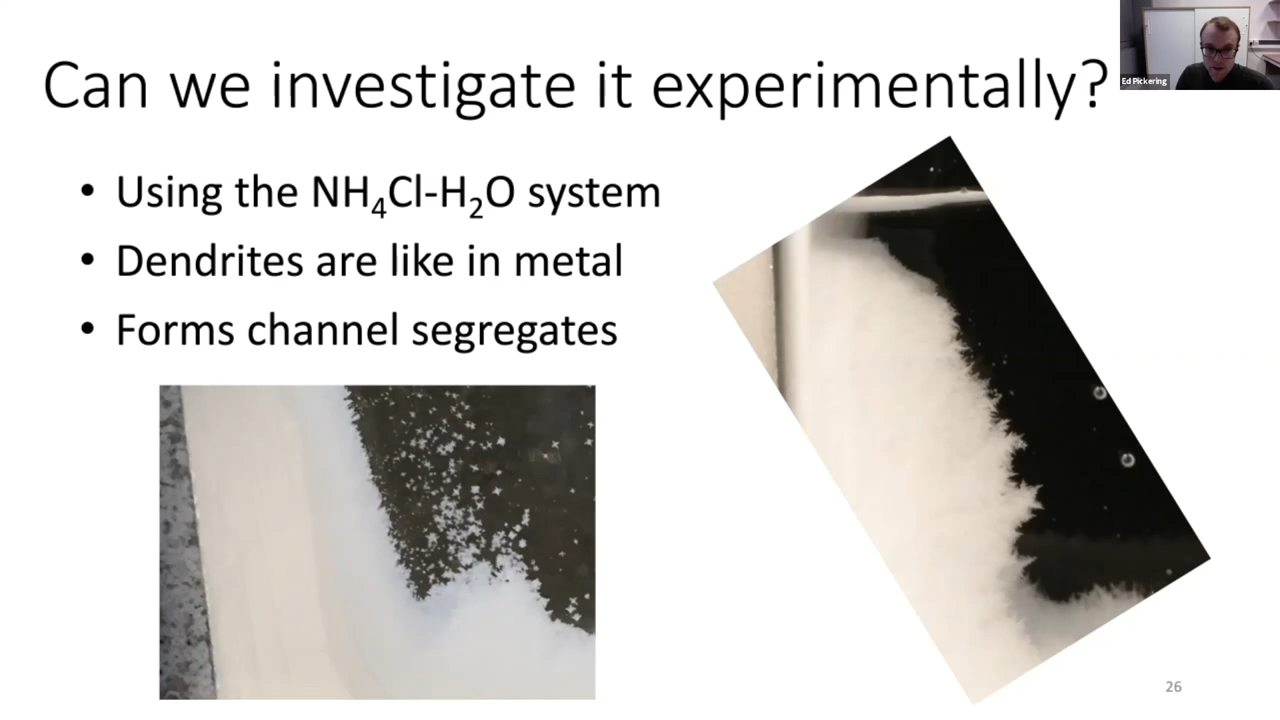 Can we investigate it experimentally?
Ed Pickering
• Using the NH₄Cl-H₂O system
• Dendrites are like in metal
• Forms channel segregates
26